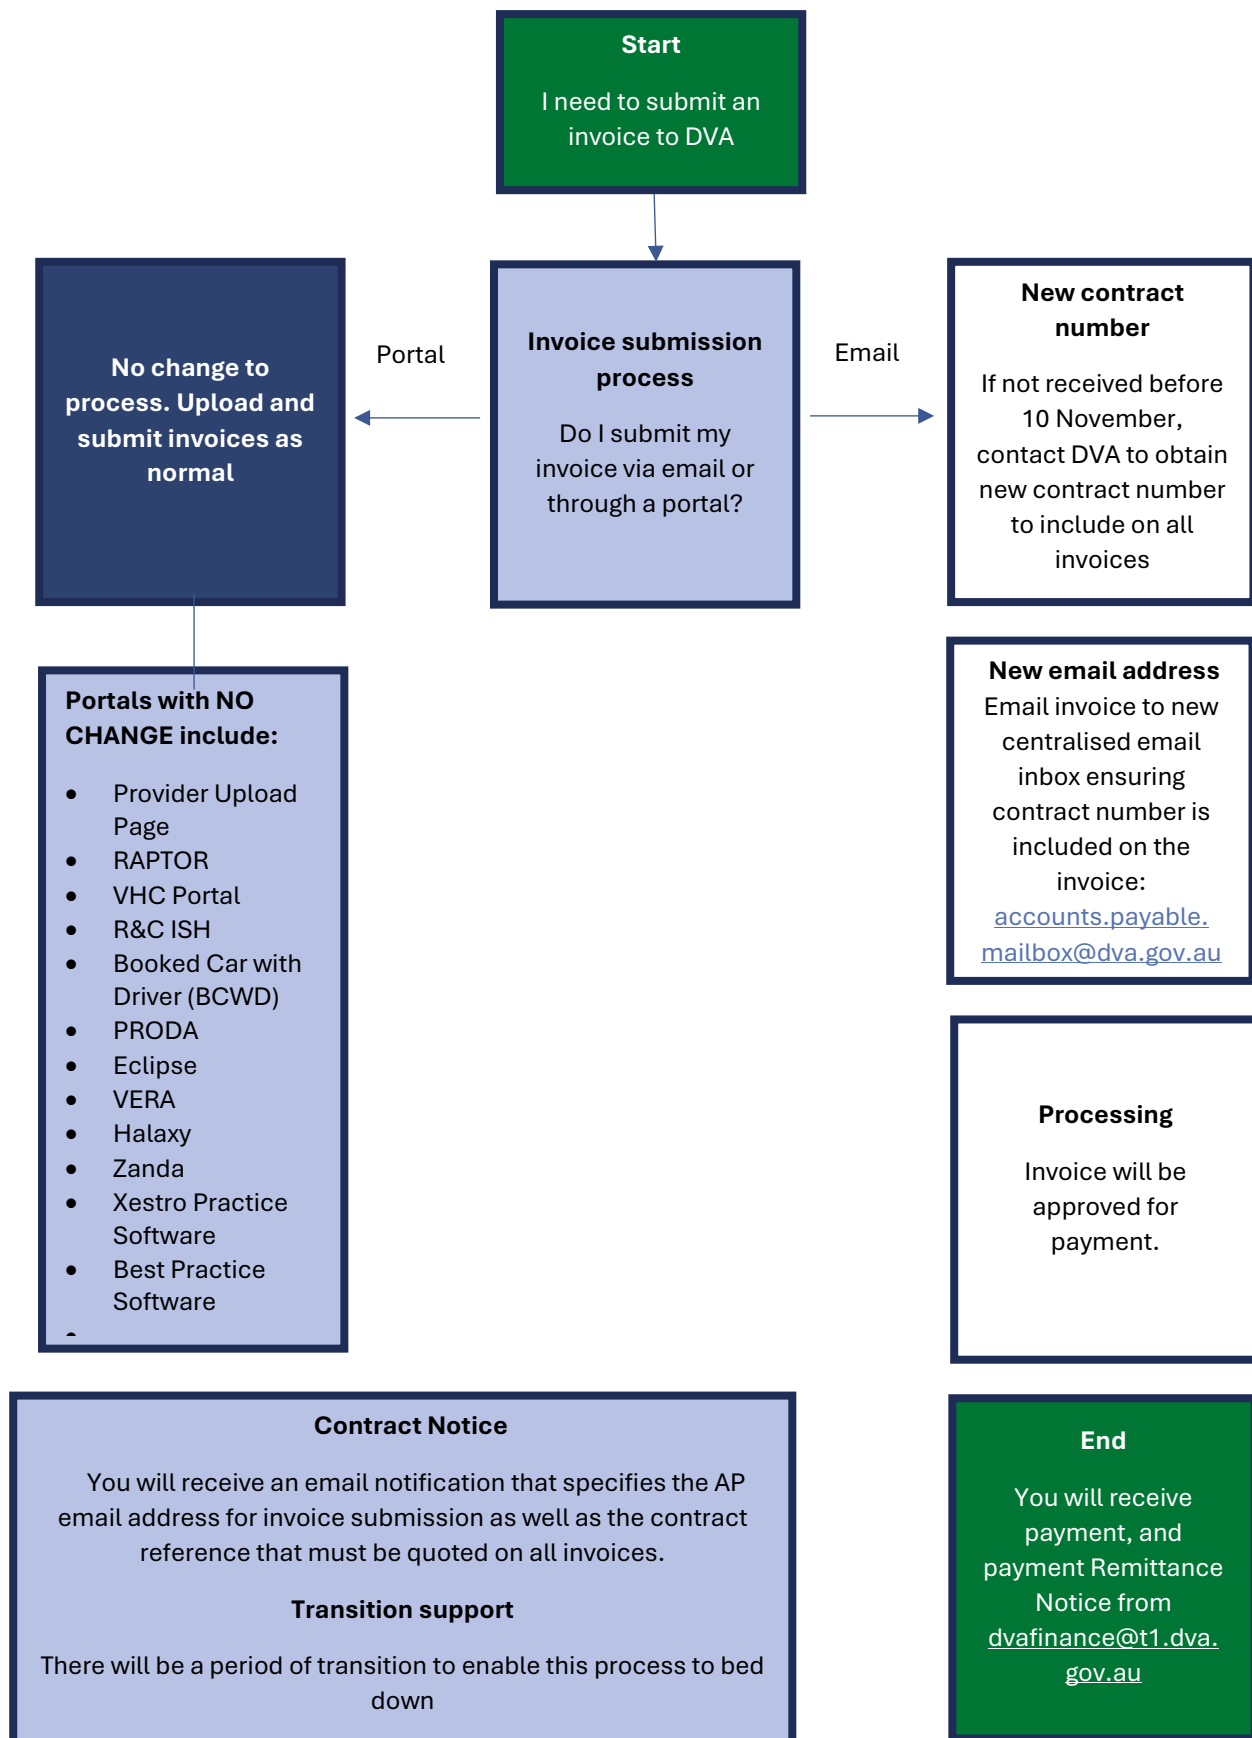 Start
I need to submit an
invoice to DVA
No change to
process. Upload and
submit invoices as
normal
Portal
Invoice submission
process
Do I submit my
invoice via email or
through a portal?
Email
New contract
number
If not received before
10 November,
contact DVA to obtain
new contract number
to include on all
invoices
Portals with NO
CHANGE include:
• Provider Upload
Page
• RAPTOR
• VHC Portal
• R&C ISH
• Booked Car with
Driver (BCWD)
• PRODA
• Eclipse
• VERA
• Halaxy
• Zanda
• Xestro Practice
Software
• Best Practice
Software
•
New email address
Email invoice to new
centralised email
inbox ensuring
contract number is
included on the
invoice:
accounts.payable.
mailbox@dva.gov.au
Processing
Invoice will be
approved for
payment.
Contract Notice
You will receive an email notification that specifies the AP
email address for invoice submission as well as the contract
reference that must be quoted on all invoices.
Transition support
There will be a period of transition to enable this process to bed
down
End
You will receive
payment, and
payment Remittance
Notice from
dvafinance@t1.dva.
gov.au